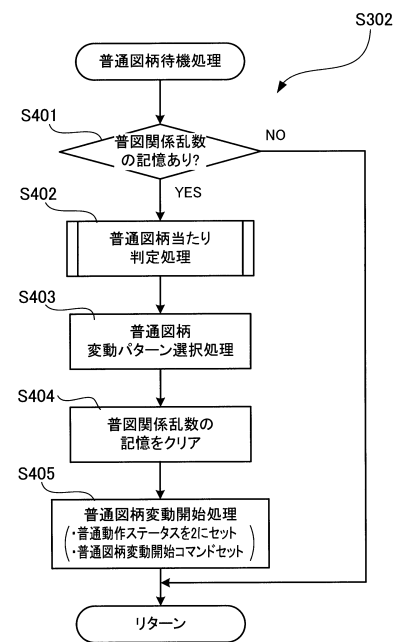 S302
普通図柄待機処理
S401
普図関係乱数
の記憶あり?
NO
YES
S402
普通図柄当たり
判定処理
S403
普通図柄
変動パターン選択処理
S404
普図関係乱数の
記憶をクリア
S405
普通図柄変動開始処理
・普通動作ステータスを2にセット
・普通図柄変動開始コマンドセット
リターン